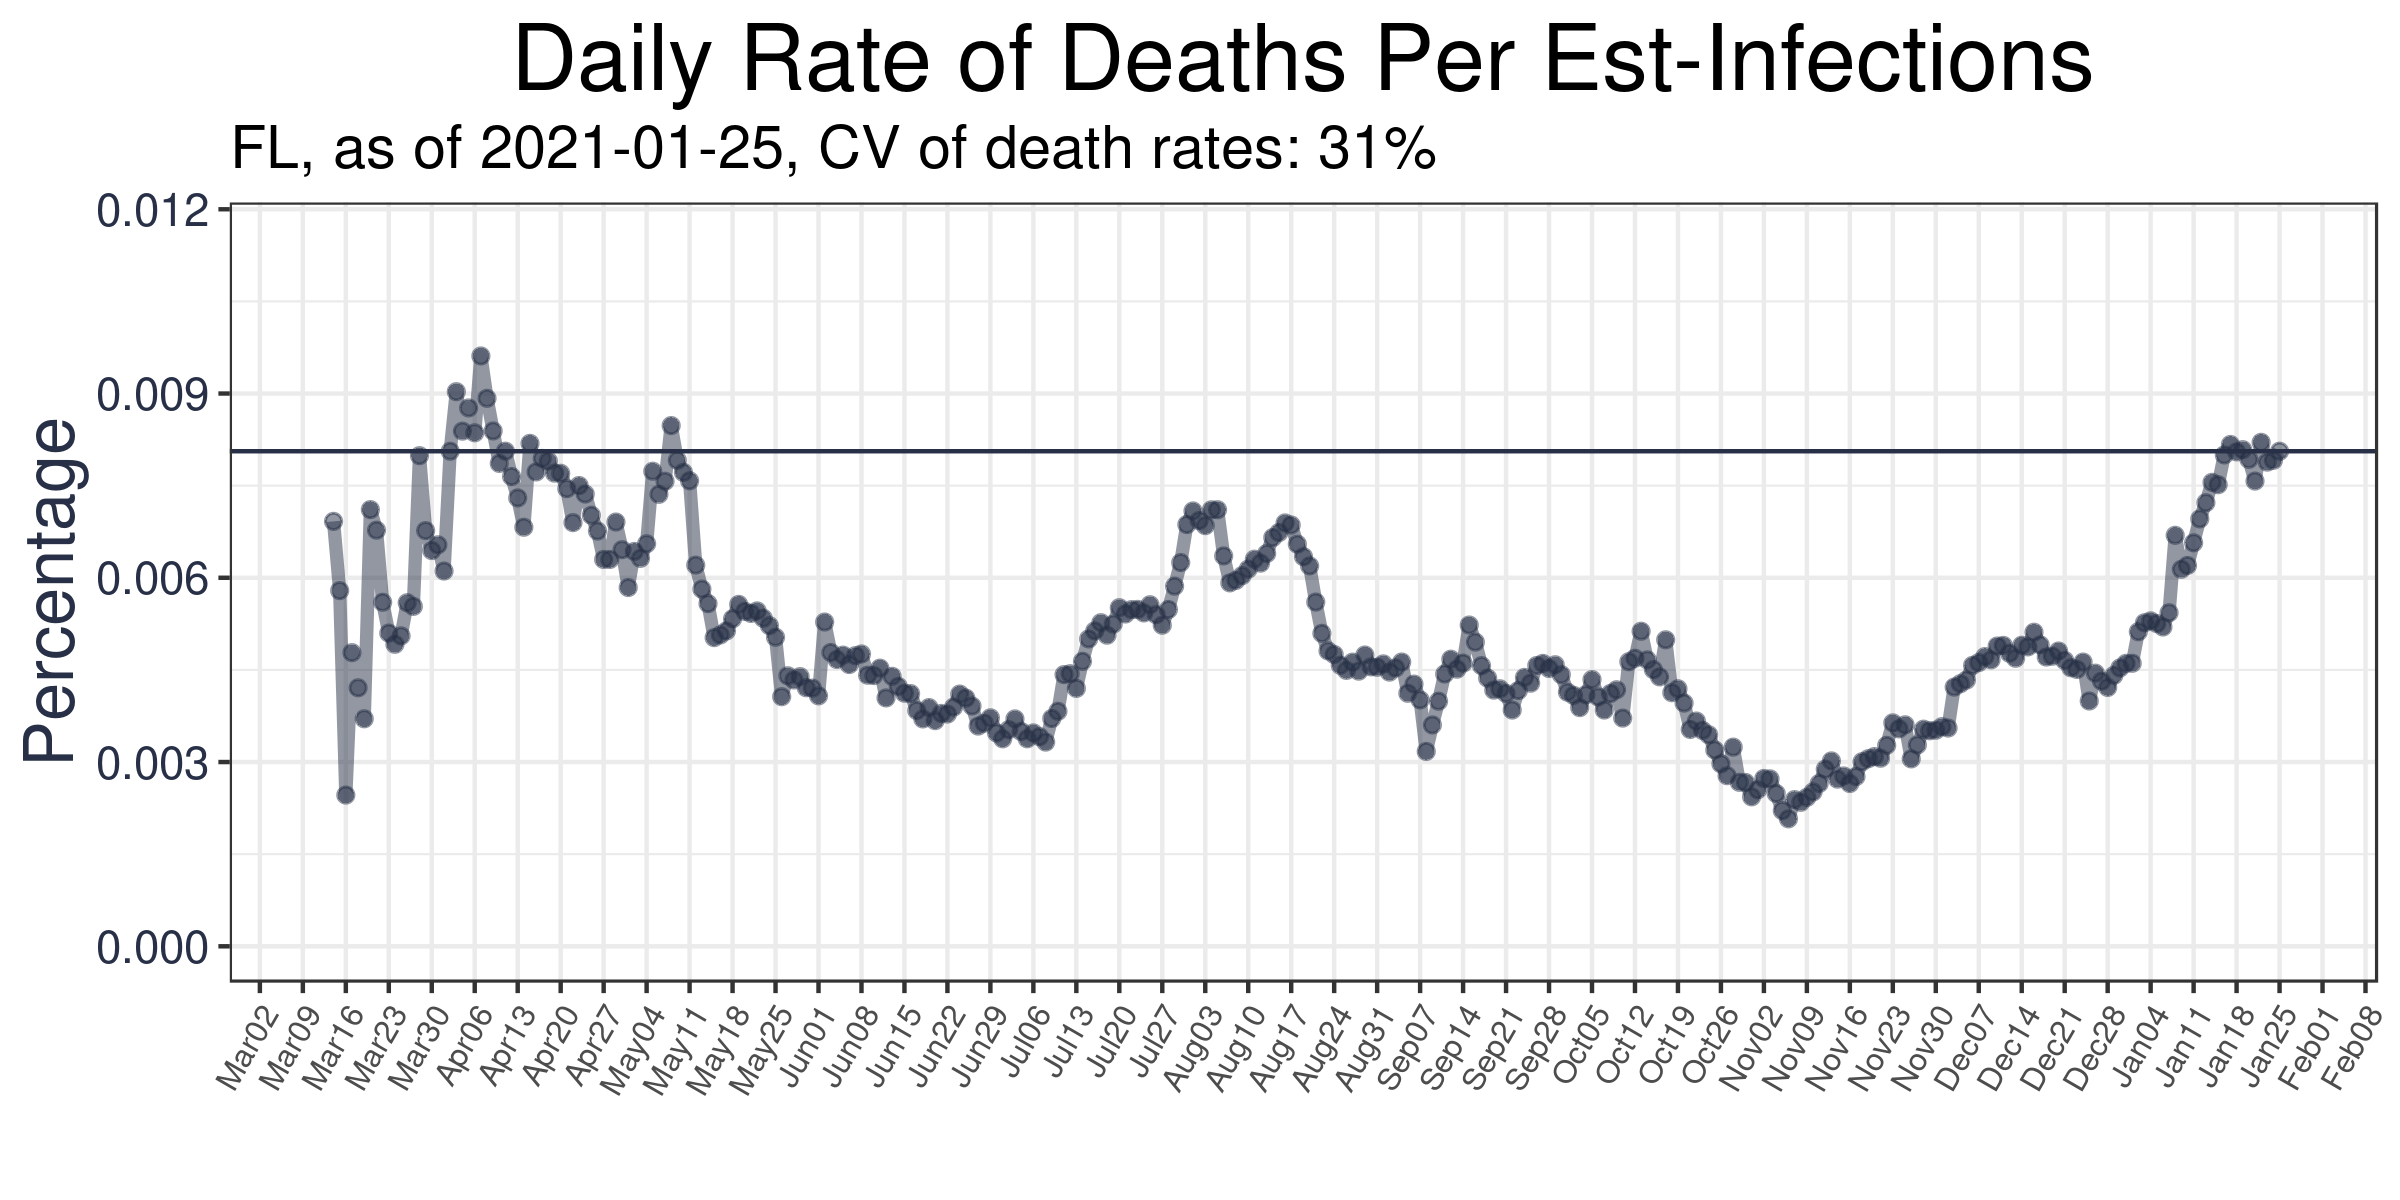 Daily Rate of Deaths Per Est-Infections
FL, as of 2021-01-25, CV of death rates: 31%
Percentage
0.012
0.009
0.006
0.003
0.000
Mar02
Mar09
Mar16
Mar23
Mar30
Apr06
Apr13
Apr20
Apr27
May04
May11
May18
May25
Jun01
Jun08
Jun15
Jun22
Jun29
Jul06
Jul13
Jul20
Jul27
Aug03
Aug10
Aug17
Aug24
Aug31
Sep07
Sep14
Sep21
Sep28
Oct05
Oct12
Oct19
Oct26
Nov02
Nov09
Nov16
Nov23
Nov30
Dec07
Dec14
Dec21
Dec28
Jan04
Jan11
Jan18
Jan25
Feb01
Feb08